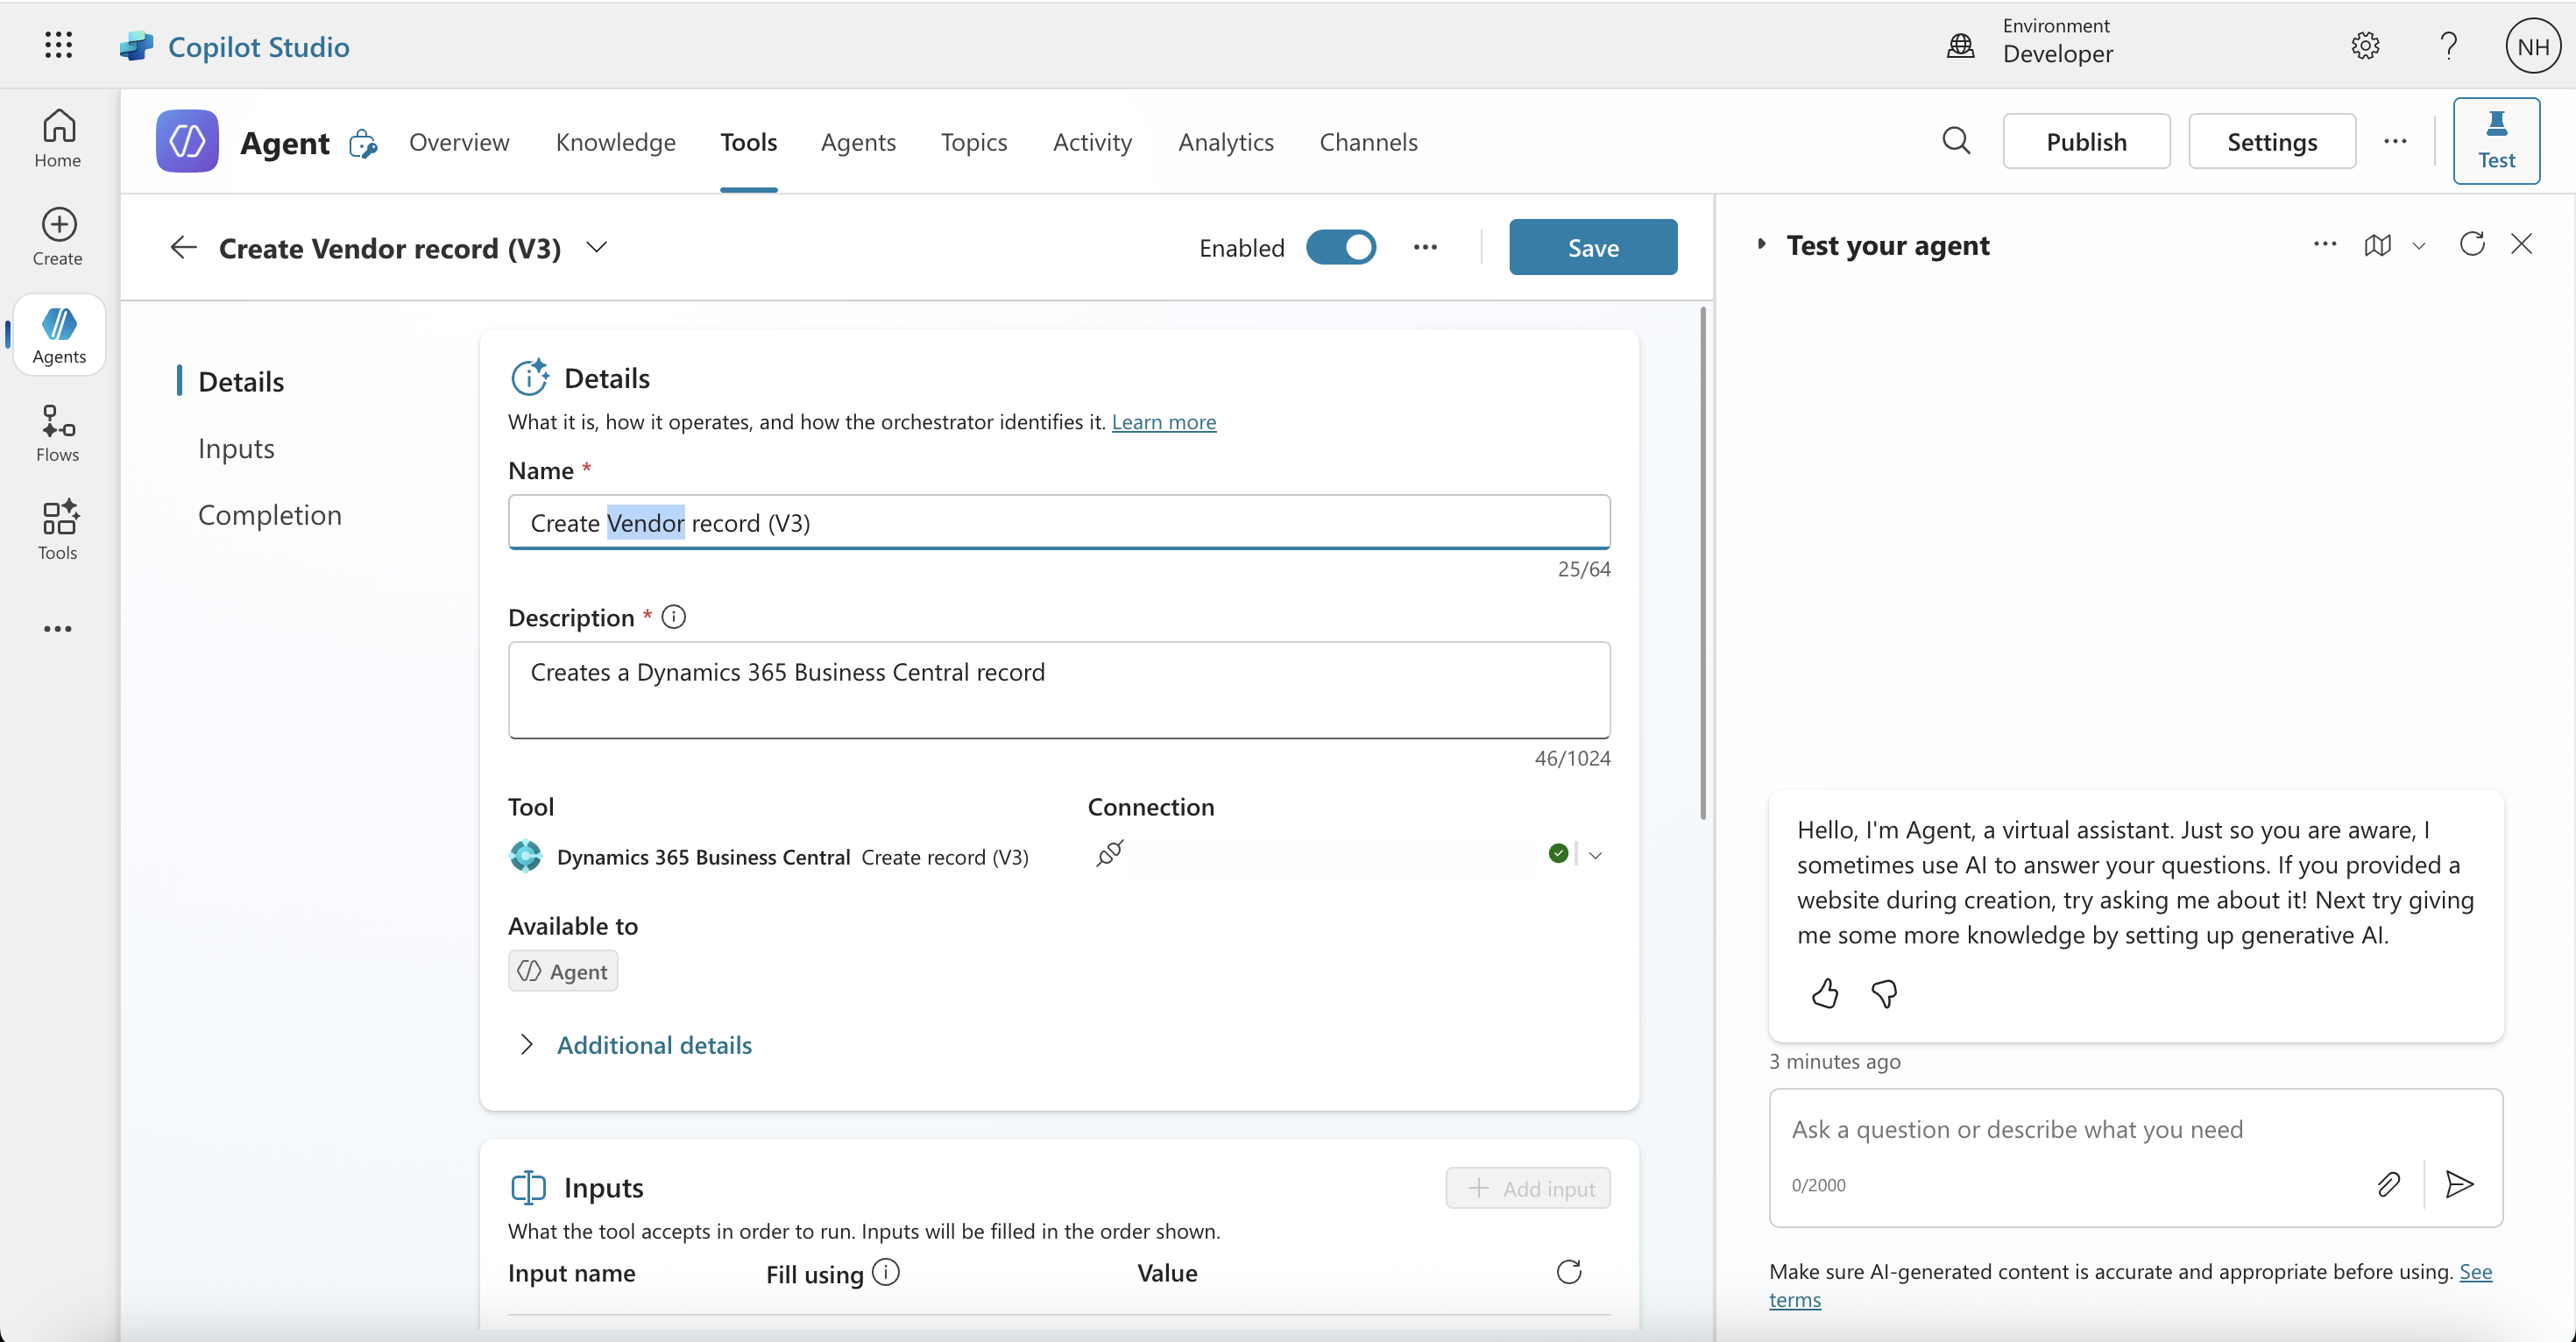 Copilot Studio
Environment
Developer
NH
Home
Create
Agents
Flows
Tools
Agent
Overview
Knowledge
Tools
Agents
Topics
Activity
Analytics
Channels
Publish
Settings
Test
Create Vendor record (V3)
Enabled
Save
Details
Inputs
Completion
Details
What it is, how it operates, and how the orchestrator identifies it. Learn more
Name *
Create Vendor record (V3)
25/64
Description *
Creates a Dynamics 365 Business Central record
46/1024
Tool
Connection
Dynamics 365 Business Central Create record (V3)
Available to
Agent
Additional details
Inputs
Add input
What the tool accepts in order to run. Inputs will be filled in the order shown.
Input name
Fill using
Value
Test your agent
Hello, I'm Agent, a virtual assistant. Just so you are aware, I
sometimes use AI to answer your questions. If you provided a
website during creation, try asking me about it! Next try giving
me some more knowledge by setting up generative AI.
3 minutes ago
Ask a question or describe what you need
0/2000
Make sure AI-generated content is accurate and appropriate before using. See
terms